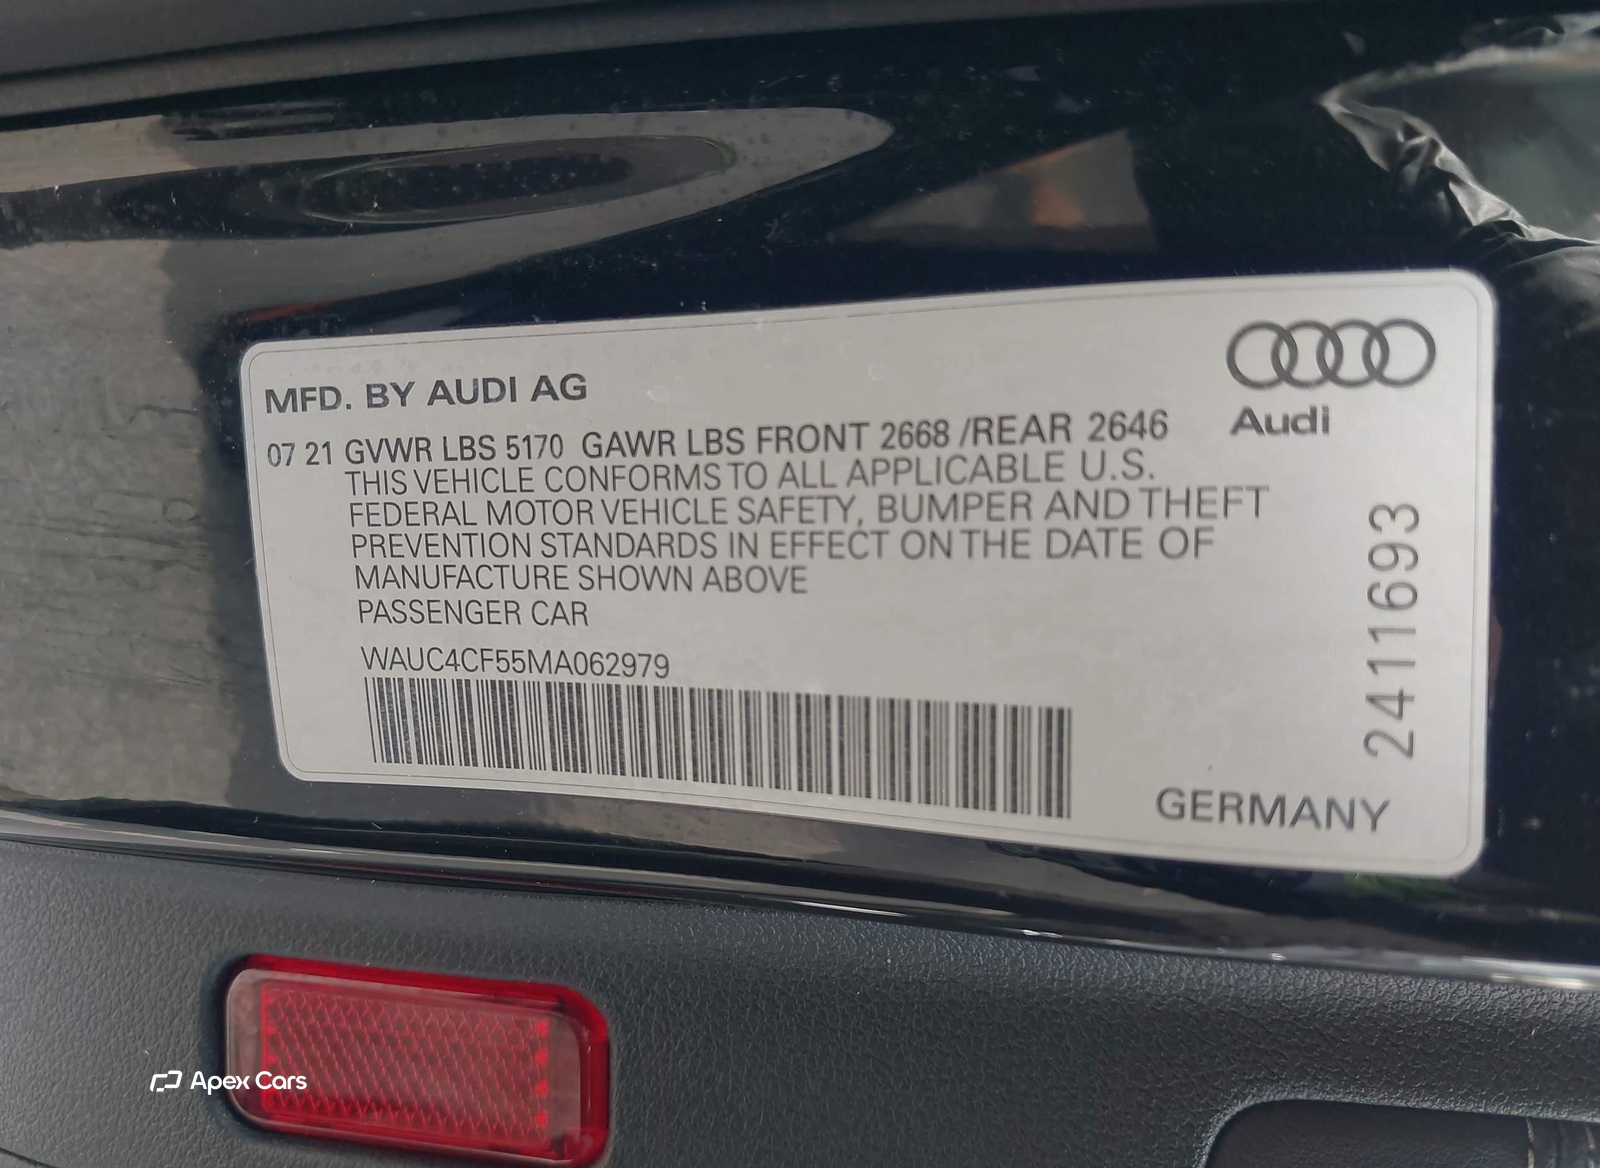 MFD. BY AUDI AG
Audi
07 21 GVWR LBS 5170 GAWR LBS FRONT 2668 /REAR 2646
THIS VEHICLE CONFORMS TO ALL APPLICABLE U.S.
FEDERAL MOTOR VEHICLE SAFETY, BUMPER AND THEFT
PREVENTION STANDARDS IN EFFECT ON THE DATE OF
MANUFACTURE SHOWN ABOVE
PASSENGER CAR
WAUC4CF55MA062979
2411693
GERMANY
Apex Cars